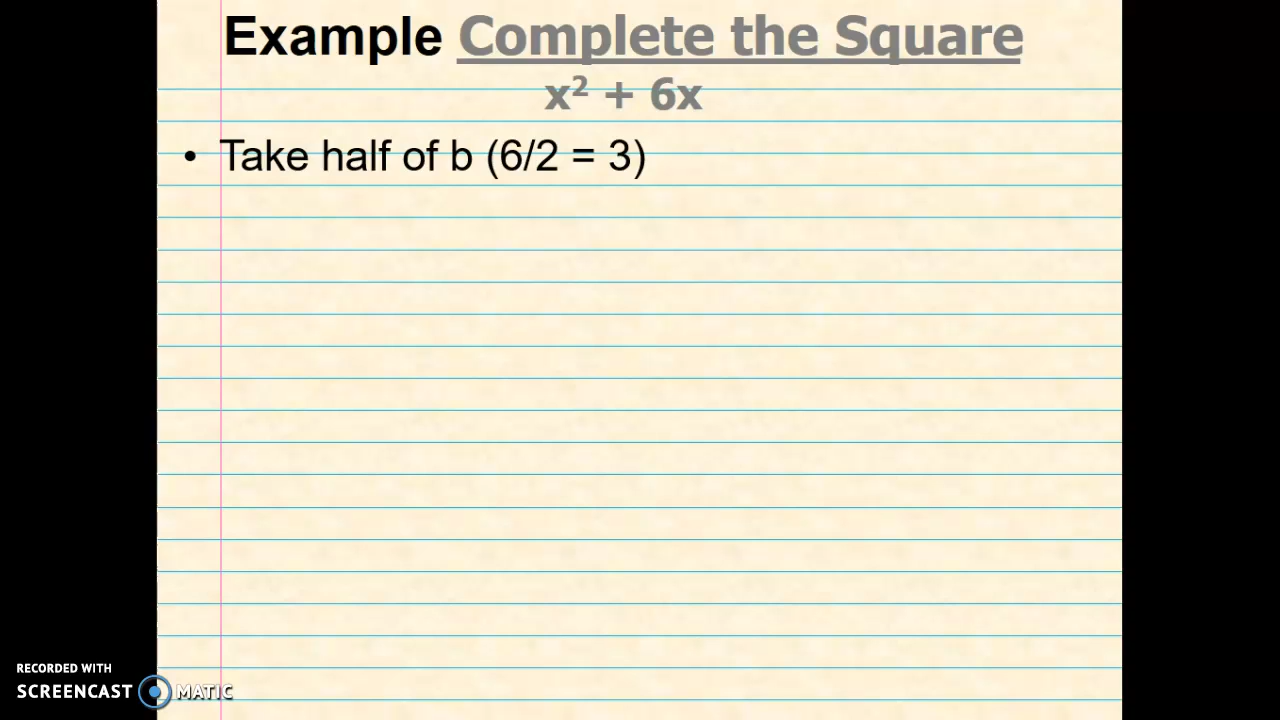 Example Complete the Square
x² + 6x
• Take half of b (6/2 = 3)
RECORDED WITH
SCREENCAST MATIC